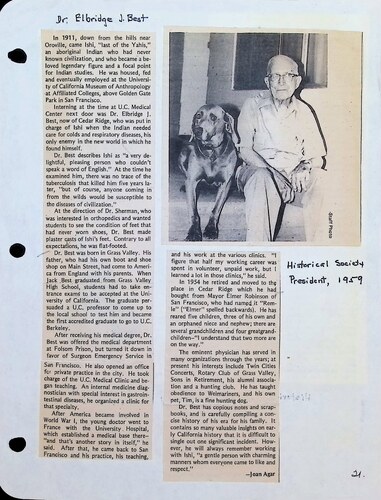 Dr. Elbridge J. Best
In 1911, down from the hills near
Oroville, came Ishi, "last of the Yahis,"
an aboriginal Indian who had never
known civilization, and who became a be-
loved legendary figure and a focal point
for Indian studies. He was housed, fed
and eventually employed at the Univer-
sity of California Museum of Anthropology
at Affiliated Colleges, above Golden Gate
Park in San Francisco.
Interning at the time at U.C. Medical
Center next door was Dr. Elbridge J.
Best, now of Cedar Ridge, who was put in
charge of Ishi when the Indian needed
care for colds and respiratory diseases, his
only enemy in the new world in which he
found himself.
Dr. Best describes Ishi as "a very de-
lightful, pleasing person who couldn't
speak a word of English." At the time he
examined him, there was no trace of the
tuberculosis that killed him five years
later, "but of course, anyone coming in
from the wilds would be susceptible to
the diseases of civilization."
At the direction of Dr. Sherman, who
was interested in orthopedics and wanted
students to see the condition of feet that
had never worn shoes, Dr. Best made
plaster casts of Ishi's feet. Contrary to all
expectations, he was flat-footed.
Dr. Best was born in Grass Valley. His
father, who had his own boot and shoe
shop on Main Street, had come to Ameri-
ca from England with his parents. When
Jack Best graduated from Grass Valley
High School, students had to take en-
trance exams to be accepted at the Uni-
versity of California. The graduate per-
suaded a U.C. professor to come up to
the local school to test him and became
the first accredited graduate to go to U.C.
Berkeley.
After receiving his medical degree, Dr.
Best was offered the medical department
at Folsom Prison, but turned it down in
favor of Surgeon Emergency Service in
San Francisco. He also opened an office
for private practice in the city. He took
charge of the U.C. Medical Clinic and be-
gan teaching. An internal medicine diag-
nostician with special interest in gastroin-
testinal diseases, he organized a clinic for
that specialty.
After America became involved in
World War I, the young doctor went to
France with the University Hospital,
which established a medical base there–
"and that's another story in itself," he
said. After that, he came back to San
Francisco and his practice, his teaching,
Staff Photo
and his work at the various clinics. "I
figure that half my working career was
spent in volunteer, unpaid work, but I
learned a lot in those clinics," he said.
In 1954 he retired and moved to the
place in Cedar Ridge which he had
bought from Mayor Elmer Robinson of
San Francisco, who had named it "Rem-
le" ("Elmer" spelled backwards). He has
reared five children, three of his own and
an orphaned niece and nephew; there are
several grandchildren and four greatgrand-
children–"I understand that two more are
on the way."
The eminent physician has served in
many organizations through the years; at
present his interests include Twin Cities
Concerts, Rotary Club of Grass Valley,
Sons in Retirement, his alumni associa-
tion and a hunting club. He has taught
obedience to Weimaraners, and his own
pet, Tim, is a fine hunting dog.
Dr. Best has copious notes and scrap-
books, and is carefully compiling a con-
cise history of his era for his family. It
contains so many valuable insights on ear-
ly California history that it is difficult to
single out one significant incident. How-
ever, he will always remember working
with Ishi, "a gentle person with charming
manners whom everyone came to like and
respect."
—Joan Agar
Historical Society
President, 1959
21.